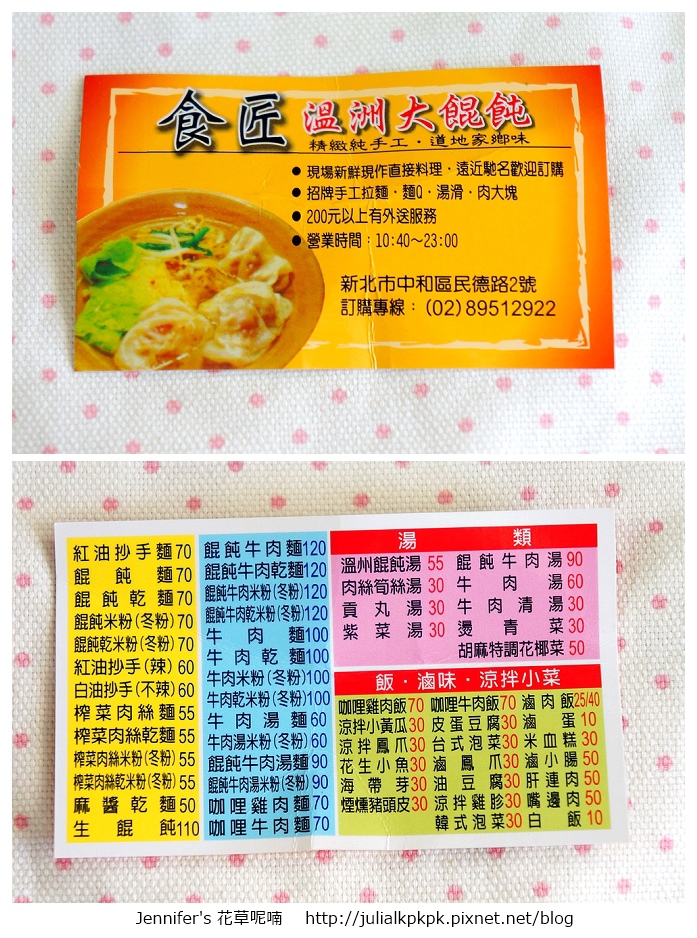 食匠 溫洲大餛飩
精緻純手工‧道地家鄉味
● 現場新鮮現作直接料理‧遠近馳名歡迎訂購
● 招牌手工拉麵‧麵Q‧湯滑‧肉大塊
● 200元以上有外送服務
● 營業時間：10:40～23:00
新北市中和區民德路2號
訂購專線：(02)89512922
紅油抄手麵 70
餛飩麵 70
餛飩乾麵 70
餛飩米粉(冬粉) 70
餛飩乾米粉(冬粉) 70
紅油抄手(辣) 60
白油抄手(不辣) 60
榨菜肉絲麵 55
榨菜肉絲乾麵 55
榨菜肉絲米粉(冬粉) 55
榨菜肉絲乾米粉(冬粉) 55
麻醬乾麵 50
生餛飩 110
餛飩牛肉麵 120
餛飩牛肉乾麵 120
餛飩牛肉米粉(冬粉) 120
餛飩牛肉乾米粉(冬粉) 120
牛肉麵 100
牛肉乾麵 100
牛肉米粉(冬粉) 100
牛肉乾米粉(冬粉) 100
牛肉湯麵 60
牛肉湯米粉(冬粉) 60
餛飩牛肉湯麵 90
餛飩牛肉湯米粉(冬粉) 90
咖哩雞肉麵 70
咖哩牛肉麵 70
湯類
溫州餛飩湯 55 餛飩牛肉湯 90
肉絲筍絲湯 30 牛肉湯 60
貢丸湯 30 牛肉清湯 30
紫菜湯 30 燙青菜 30
胡麻特調花椰菜 50
飯‧滷味‧涼拌小菜
咖哩雞肉飯 70 咖哩牛肉飯 70 滷肉飯 25/40
涼拌小黃瓜 30 皮蛋豆腐 30 滷蛋 10
涼拌鳳爪 30 台式泡菜 30 米血糕 30
花生小魚 30 滷鳳爪 30 滷小腸 50
海帶芽 30 油豆腐 30 肝連肉 50
煙燻豬頭皮 30 涼拌雞胗 30 嘴邊肉 50
韓式泡菜 30 白飯 10
Jennifer's 花草呢喃 http://julialkpkpk.pixnet.net/blog